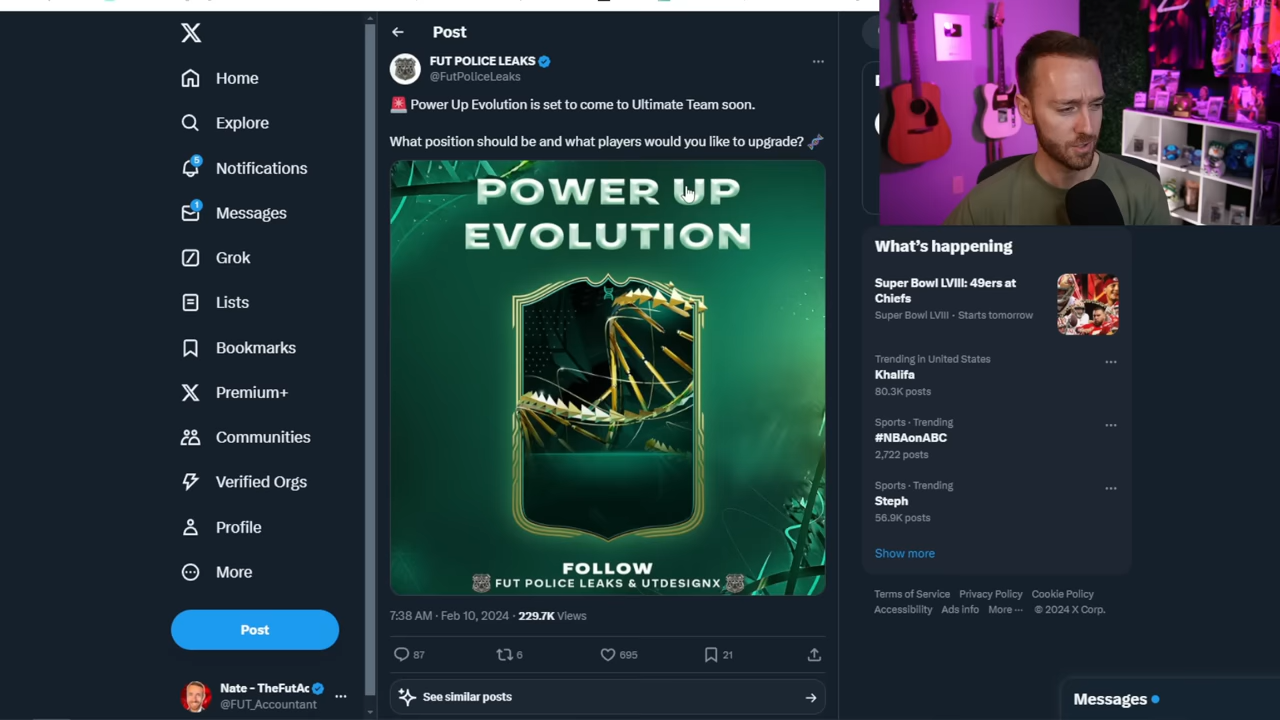 Home
Explore
5
Notifications
1
Messages
Grok
Lists
Bookmarks
Premium+
Communities
Verified Orgs
Profile
More
Post
Nate - TheFutAc
@FUT_Accountant
Post
FUT POLICE LEAKS
@FutPoliceLeaks
Power Up Evolution is set to come to Ultimate Team soon.
What position should be and what players would you like to upgrade?
POWER UP
EVOLUTION
FOLLOW
FUT POLICE LEAKS & UTDESIGNX
7:38 AM · Feb 10, 2024 · 229.7K Views
87
6
695
21
See similar posts
What's happening
Super Bowl LVIII: 49ers at
Chiefs
Super Bowl LVIII · Starts tomorrow
Trending in United States
Khalifa
80.3K posts
Sports · Trending
#NBAonABC
2,722 posts
Sports · Trending
Steph
56.9K posts
Show more
Terms of Service Privacy Policy Cookie Policy
Accessibility Ads info More ··· © 2024 X Corp.
Messages